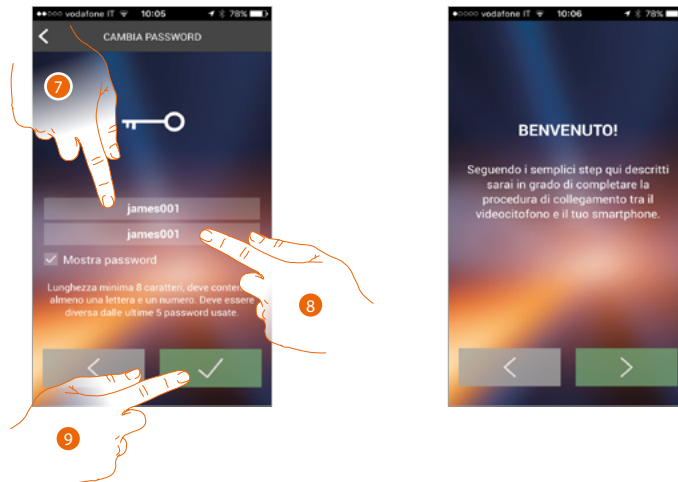 vodafone IT 10:05 78%
CAMBIA PASSWORD
7
james001
james001
Mostra password
Lunghezza minima 8 caratteri, deve
almeno una lettera e un numero. Deve essere
diversa dalle ultime 5 password usate.
8
9
vodafone IT 10:06 78%
BENVENUTO!
Seguendo i semplici step qui descritti
sarai in grado di completare la
procedura di collegamento tra il
videocitofono e il tuo smartphone.